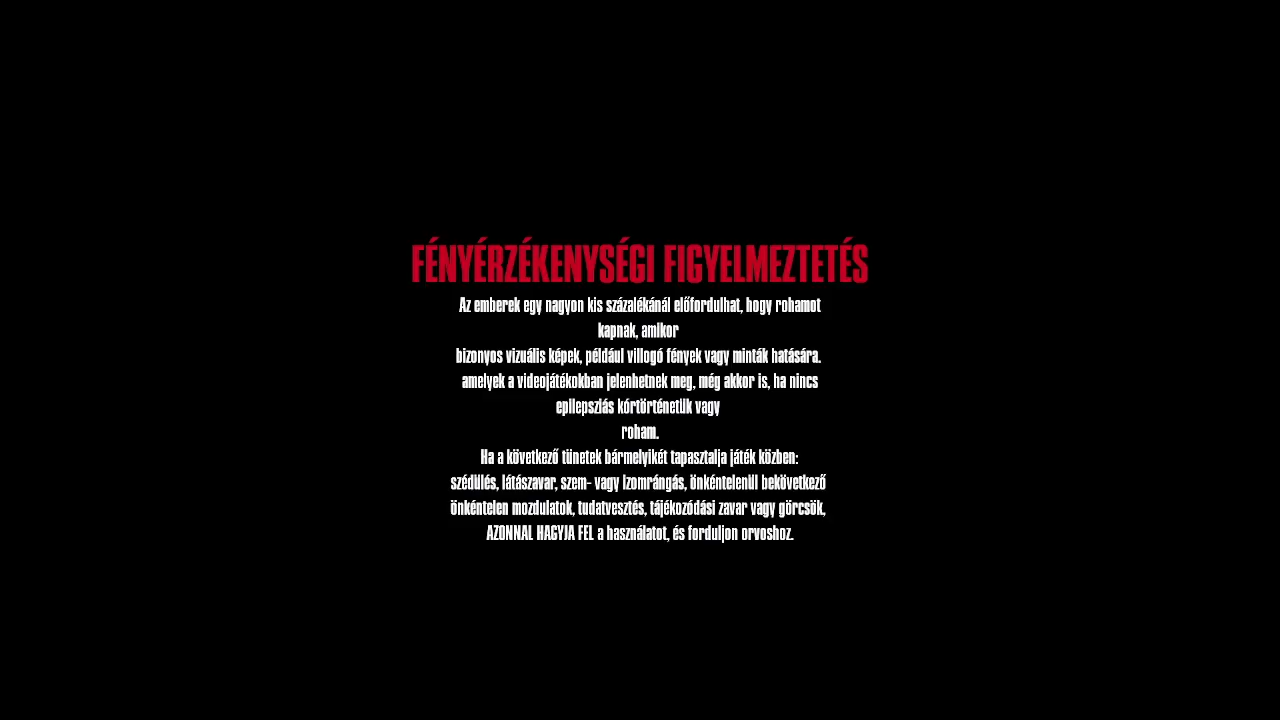 FÉNYÉRZÉKENYSÉGI FIGYELMEZTETÉS
Az emberek egy nagyon kis százalékánál előfordulhat, hogy rohamot
kapnak, amikor
bizonyos vizuális képek, például villogó fények vagy minták hatására.
amelyek a videojátékokban jelenhetnek meg, még akkor is, ha nincs
epilepsziás kórtörténetük vagy
roham.
Ha a következő tünetek bármelyikét tapasztalja játék közben:
szédülés, látászavar, szem- vagy izomrángás, önkéntelenül bekövetkező
önkéntelen mozdulatok, tudatvesztés, tájékozódási zavar vagy görcsök,
AZONNAL HAGYJA FEL a használatot, és forduljon orvoshoz.